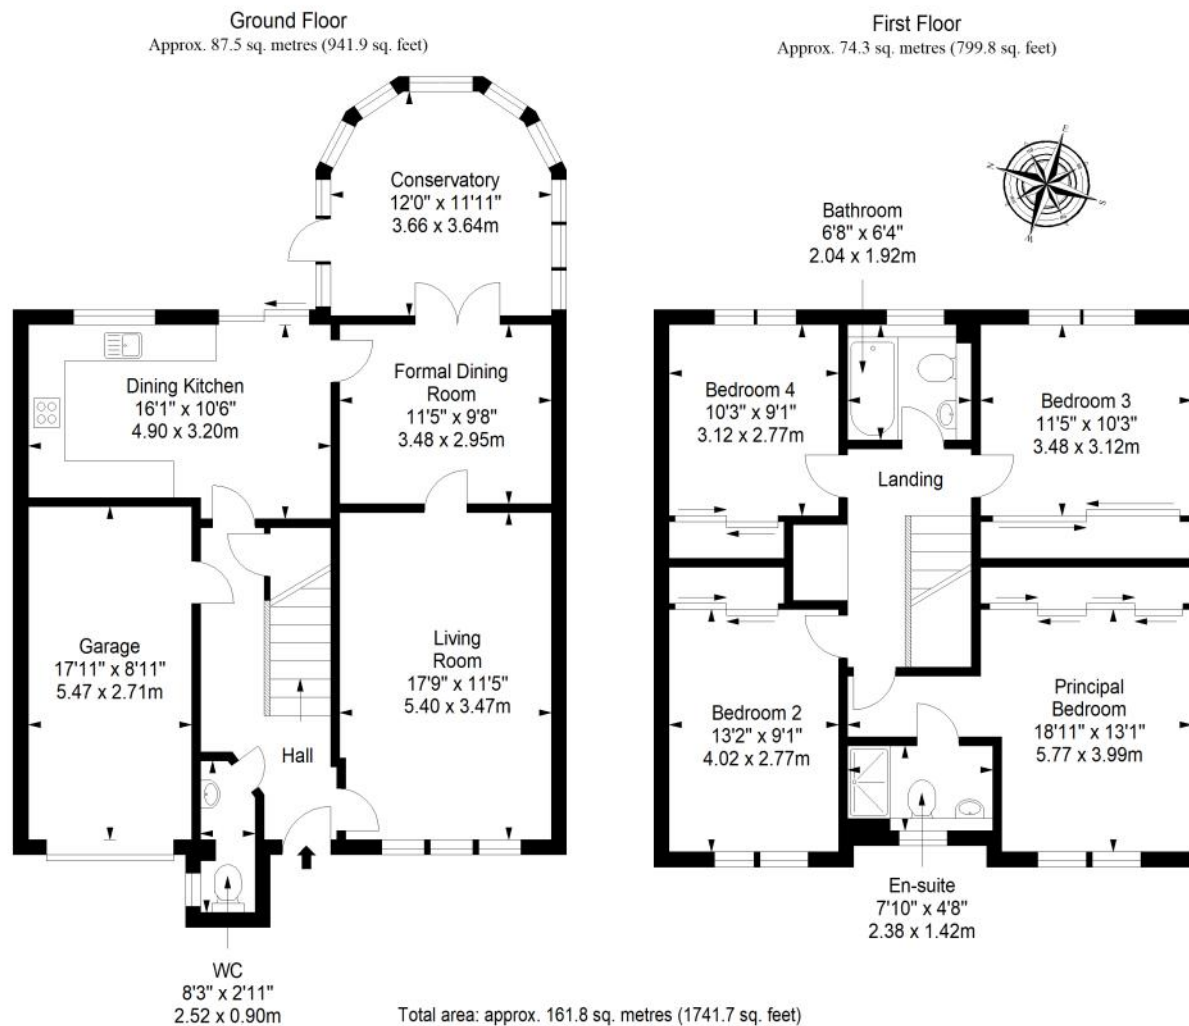 Ground Floor
Approx. 87.5 sq. metres (941.9 sq. feet)
First Floor
Approx. 74.3 sq. metres (799.8 sq. feet)
Conservatory
12'0" x 11'11"
3.66 x 3.64m
E
N
S
W
Bathroom
6'8" x 6'4"
2.04 x 1.92m
Dining Kitchen
16'1" x 10'6"
4.90 x 3.20m
Formal Dining
Room
11'5" x 9'8"
3.48 x 2.95m
Bedroom 4
10'3" x 9'1"
3.12 x 2.77m
Bedroom 3
11'5" x 10'3"
3.48 x 3.12m
Landing
Garage
17'11" x 8'11"
5.47 x 2.71m
Living
Room
17'9" x 11'5"
5.40 x 3.47m
Hall
Bedroom 2
13'2" x 9'1"
4.02 x 2.77m
Principal
Bedroom
18'11" x 13'1"
5.77 x 3.99m
En-suite
7'10" x 4'8"
2.38 x 1.42m
WC
8'3" x 2'11"
2.52 x 0.90m
Total area: approx. 161.8 sq. metres (1741.7 sq. feet)